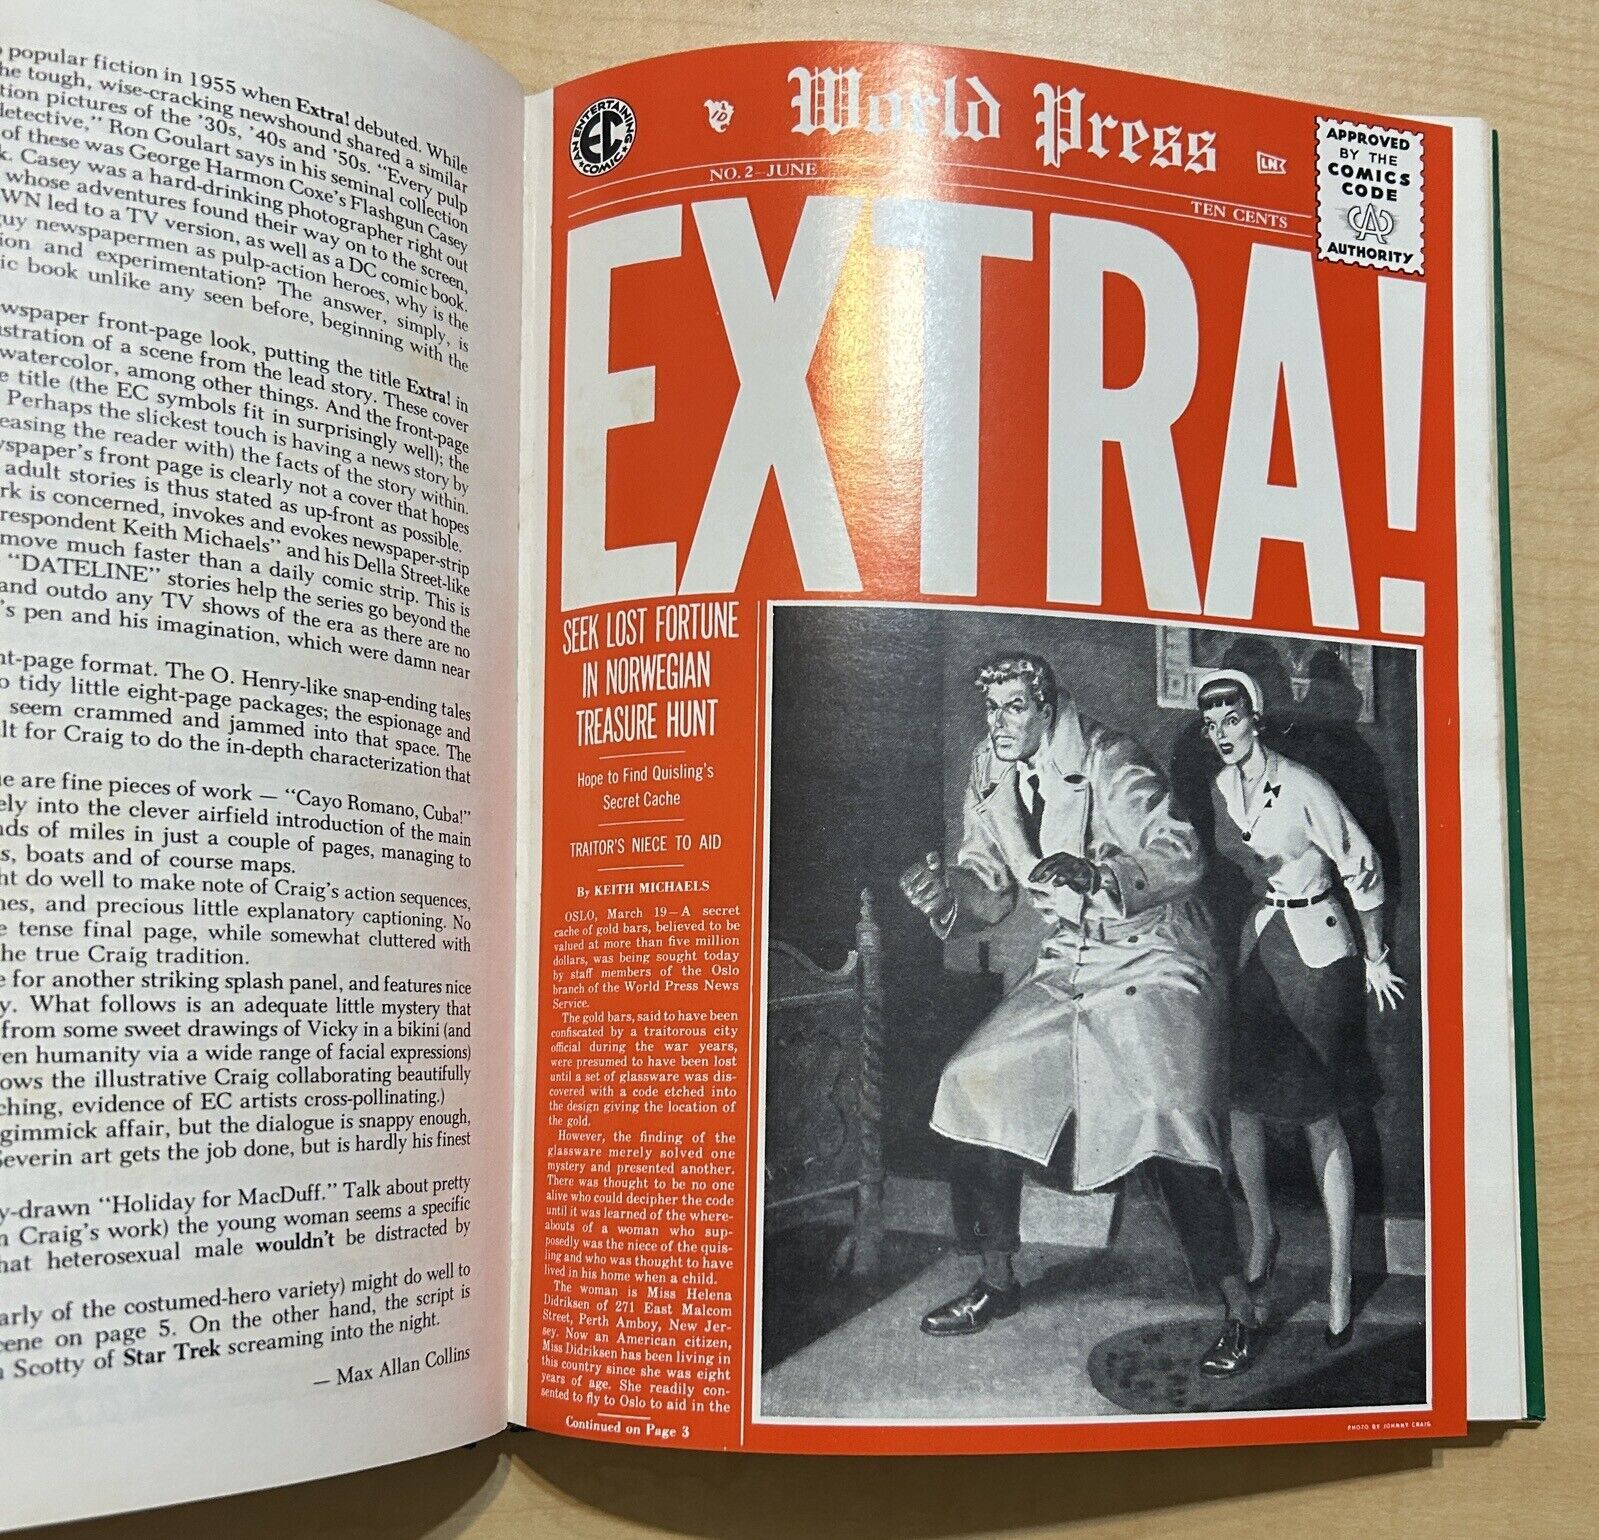 popular fiction in 1955 when Extra! debuted. While
he tough, wise-cracking newshound shared a similar
tion pictures of the '30s, '40s and '50s. "Every pulp
detective," Ron Goulart says in his seminal collection
of these was George Harmon Coxe's Flashgun Casey
k. Casey was a hard-drinking photographer right out
whose adventures found their way on to the screen,
WN led to a TV version, as well as a DC comic book.
guy newspapermen as pulp-action heroes, why is the
ion and experimentation? The answer, simply, is
ic book unlike any seen before, beginning with the
wspaper front-page look, putting the title Extra! in
ustration of a scene from the lead story. These cover
watercolor, among other things. And the front-page
e title (the EC symbols fit in surprisingly well); the
Perhaps the slickest touch is having a news story by
easing the reader with) the facts of the story within.
wspaper's front page is clearly not a cover that hopes
adult stories is thus stated as up-front as possible.
rk is concerned, invokes and evokes newspaper-strip
respondent Keith Michaels" and his Della Street-like
move much faster than a daily comic strip. This is
"DATELINE" stories help the series go beyond the
and outdo any TV shows of the era as there are no
's pen and his imagination, which were damn near
nt-page format. The O. Henry-like snap-ending tales
o tidy little eight-page packages; the espionage and
seem crammed and jammed into that space. The
lt for Craig to do the in-depth characterization that
e are fine pieces of work — "Cayo Romano, Cuba!"
ely into the clever airfield introduction of the main
nds of miles in just a couple of pages, managing to
s, boats and of course maps.
ht do well to make note of Craig's action sequences,
nes, and precious little explanatory captioning. No
e tense final page, while somewhat cluttered with
he true Craig tradition.
e for another striking splash panel, and features nice
y. What follows is an adequate little mystery that
from some sweet drawings of Vicky in a bikini (and
en humanity via a wide range of facial expressions)
ows the illustrative Craig collaborating beautifully
ching, evidence of EC artists cross-pollinating.)
gimmick affair, but the dialogue is snappy enough,
Severin art gets the job done, but is hardly his finest
y-drawn "Holiday for MacDuff." Talk about pretty
n Craig's work) the young woman seems a specific
hat heterosexual male wouldn't be distracted by
arly of the costumed-hero variety) might do well to
cene on page 5. On the other hand, the script is
n Scotty of Star Trek screaming into the night.
— Max Allan Collins
AN ENTERTAINING
EC
COMIC
World Press
NO. 2—JUNE
TEN CENTS
APPROVED
BY THE
COMICS
CODE
CA
AUTHORITY
EXTRA!
SEEK LOST FORTUNE
IN NORWEGIAN
TREASURE HUNT
Hope to Find Quisling's
Secret Cache
TRAITOR'S NIECE TO AID
By KEITH MICHAELS
OSLO, March 19—A secret
cache of gold bars, believed to be
valued at more than five million
dollars, was being sought today
by staff members of the Oslo
branch of the World Press News
Service.
The gold bars, said to have been
confiscated by a traitorous city
official during the war years,
were presumed to have been lost
until a set of glassware was dis-
covered with a code etched into
the design giving the location of
the gold.
However, the finding of the
glassware merely solved one
mystery and presented another.
There was thought to be no one
alive who could decipher the code
until it was learned of the where-
abouts of a woman who sup-
posedly was the niece of the quis-
ling and who was thought to have
lived in his home when a child.
The woman is Miss Helena
Didriksen of 271 East Malcom
Street, Perth Amboy, New Jer-
sey. Now an American citizen,
Miss Didriksen has been living in
this country since she was eight
years of age. She readily con-
sented to fly to Oslo to aid in the
Continued on Page 3
PHOTO BY JOHNNY CRAIG